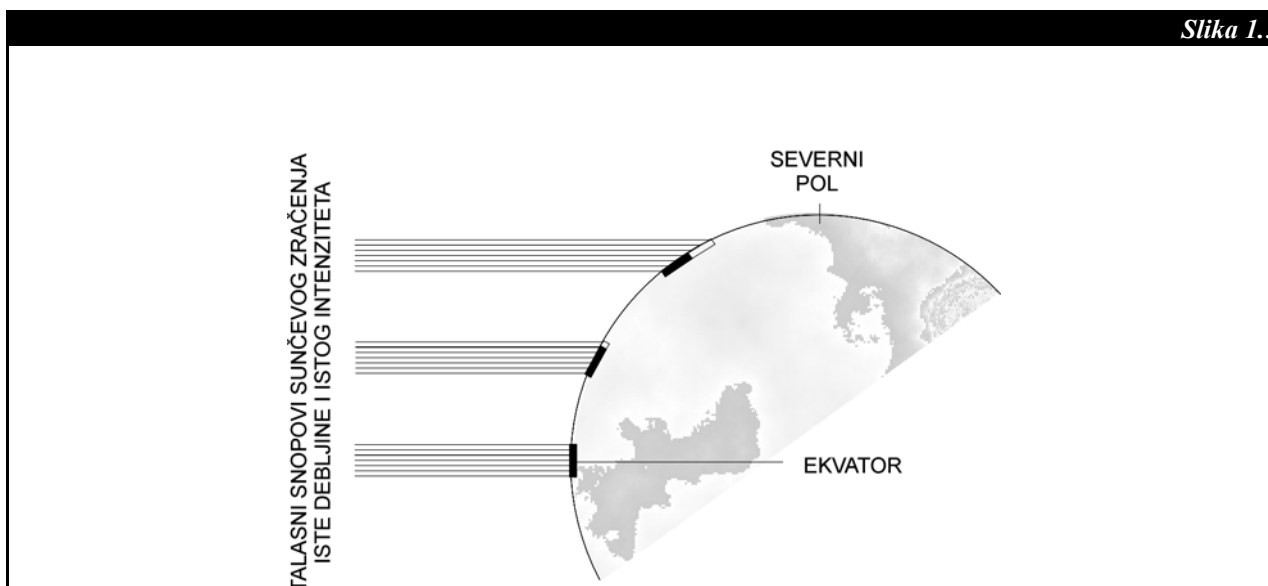 Slika 1.
TALASNI SNOPOVI SUNČEVOG ZRAČENJA
ISTE DEBLJINE I ISTOG INTENZITETA
SEVERNI
POL
EKVATOR